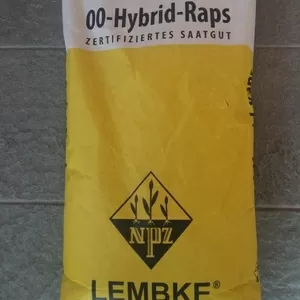 00-Hybrid-Raps
ZERTIFIZIERTES SAATGUT
NPZ
LEMBKE®